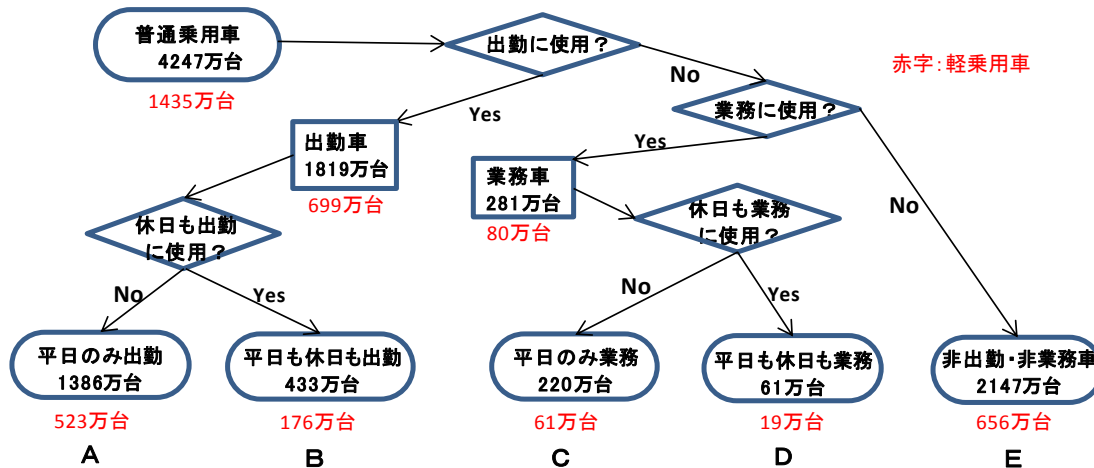 普通乗用車
4247万台
1435万台
出勤に使用？
赤字：軽乗用車
No
業務に使用？
Yes
出勤車
1819万台
699万台
Yes
業務車
281万台
80万台
No
休日も出勤
に使用？
休日も業務
に使用？
No
Yes
No
Yes
平日のみ出勤
1386万台
523万台
A
平日も休日も出勤
433万台
176万台
B
平日のみ業務
220万台
61万台
C
平日も休日も業務
61万台
19万台
D
非出勤・非業務車
2147万台
656万台
E